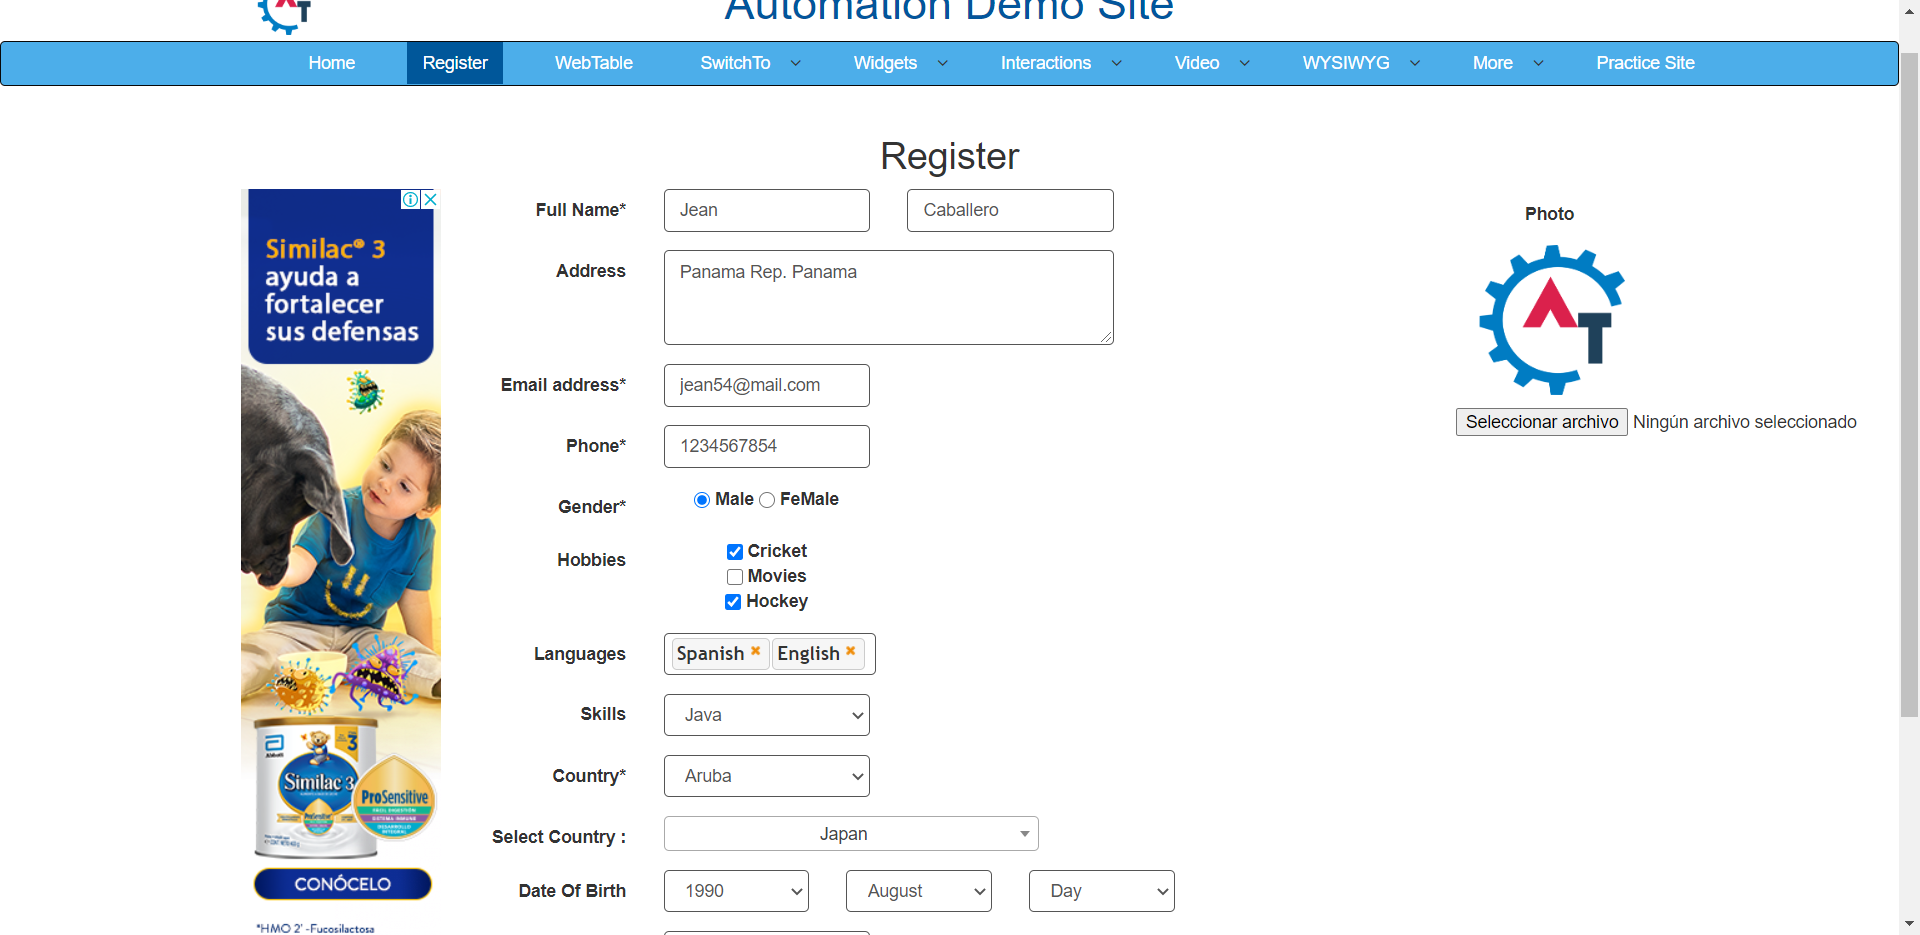 Automation Demo Site
Home Register WebTable SwitchTo Widgets Interactions Video WYSIWYG More Practice Site
Register
Full Name* Jean Caballero
Photo
Address Panama Rep. Panama
Email address* jean54@mail.com
Seleccionar archivo Ningún archivo seleccionado
Phone* 1234567854
Gender* Male FeMale
Hobbies Cricket
Movies
Hockey
Languages Spanish English
Skills Java
Country* Aruba
Select Country : Japan
Date Of Birth 1990 August Day
Similac® 3
ayuda a
fortalecer
sus defensas
3
Abbott
Similac 3
ProSensitive
CONÓCELO
*HMO 2' -Fucosilactosa
AT